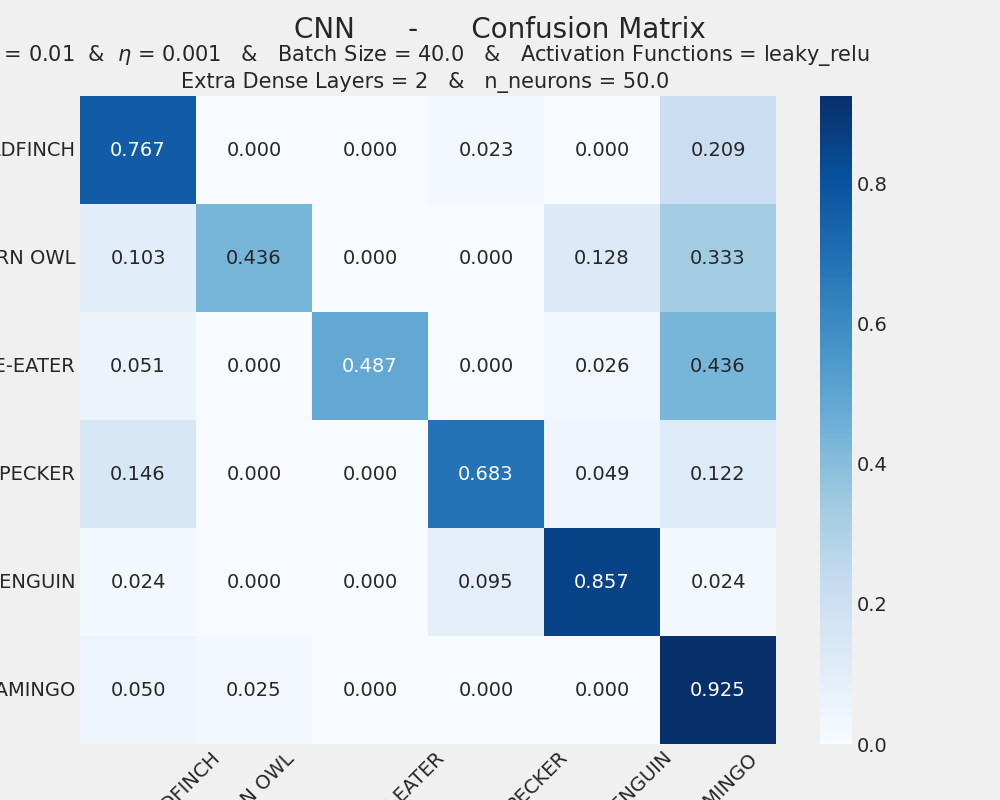 CNN - Confusion Matrix
= 0.01 & η = 0.001 & Batch Size = 40.0 & Activation Functions = leaky_relu
Extra Dense Layers = 2 & n_neurons = 50.0
DFINCH 0.767 0.000 0.000 0.023 0.000 0.209
RN OWL 0.103 0.436 0.000 0.000 0.128 0.333
E-EATER 0.051 0.000 0.487 0.000 0.026 0.436
PECKER 0.146 0.000 0.000 0.683 0.049 0.122
ENGUIN 0.024 0.000 0.000 0.095 0.857 0.024
AMINGO 0.050 0.025 0.000 0.000 0.000 0.925
DFINCH N OWL EATER PECKER ENGUIN MINGO
0.8
0.6
0.4
0.2
0.0